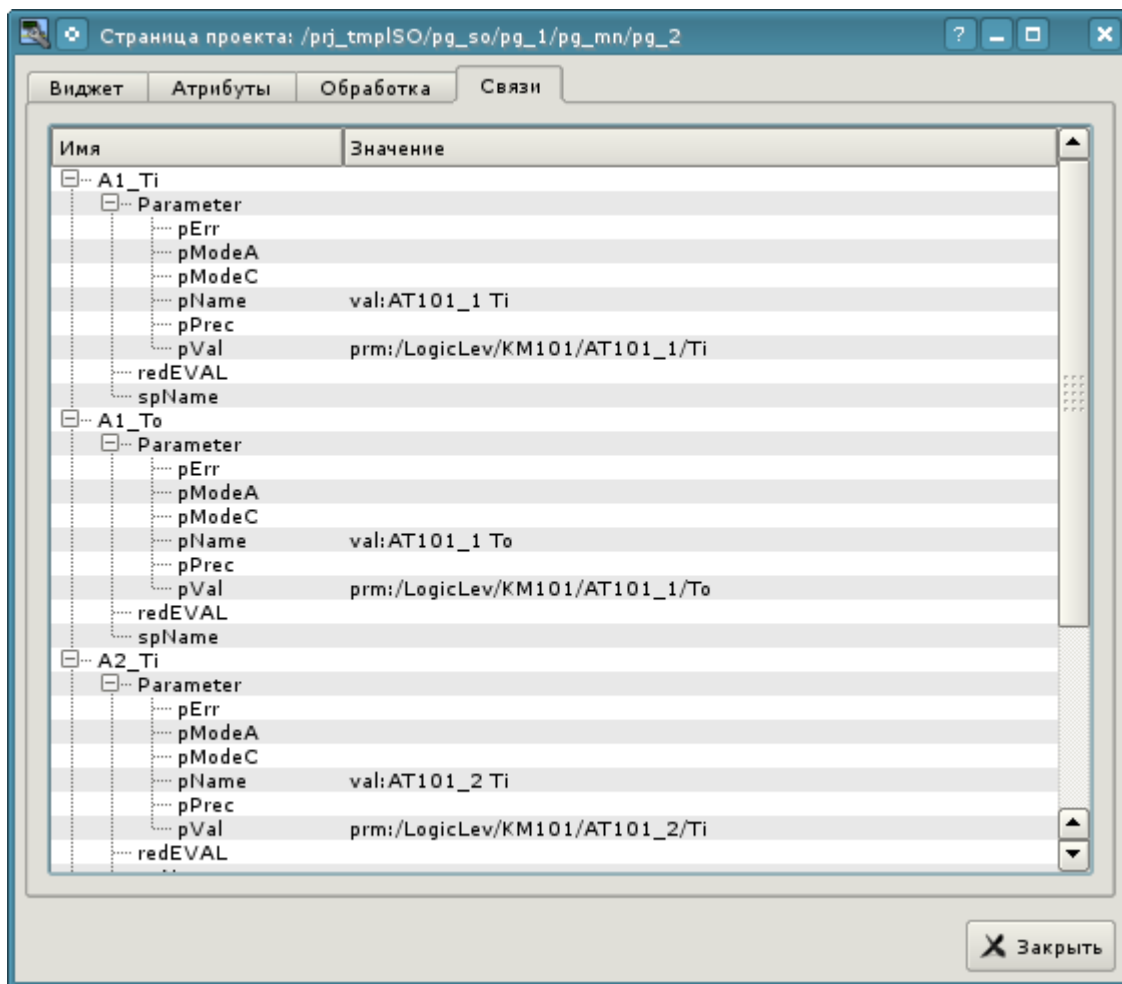 Страница проекта: /prj_tmplSO/pg_so/pg_1/pg_mn/pg_2
Виджет Атрибуты Обработка Связи
Имя Значение
A1_Ti
Parameter
pErr
pModeA
pModeC
pName val:AT101_1 Ti
pPrec
pVal prm:/LogicLev/KM101/AT101_1/Ti
redEVAL
spName
A1_To
Parameter
pErr
pModeA
pModeC
pName val:AT101_1 To
pPrec
pVal prm:/LogicLev/KM101/AT101_1/To
redEVAL
spName
A2_Ti
Parameter
pErr
pModeA
pModeC
pName val:AT101_2 Ti
pPrec
pVal prm:/LogicLev/KM101/AT101_2/Ti
redEVAL
Закрыть